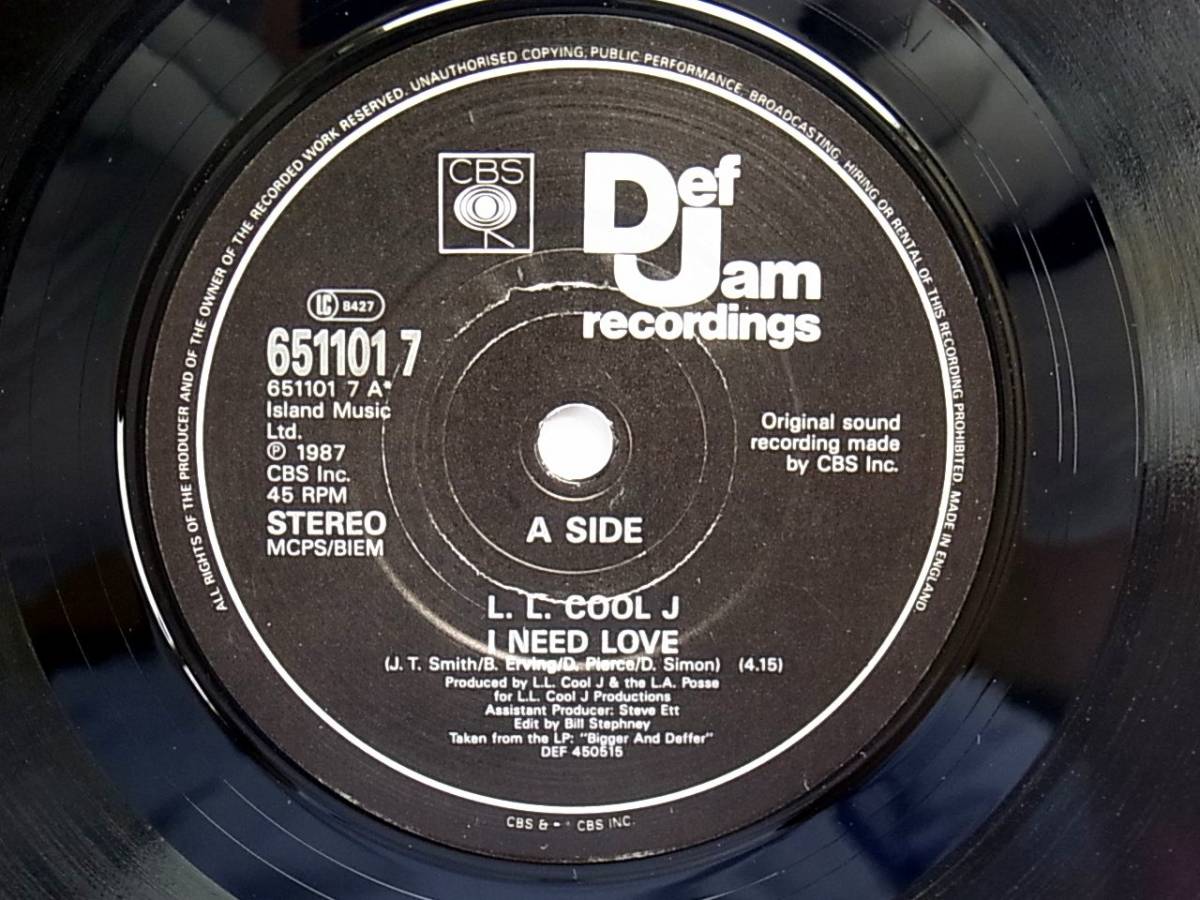 ALL RIGHTS OF THE PRODUCER AND OF THE OWNER OF THE RECORDED WORK RESERVED. UNAUTHORISED COPYING, PUBLIC PERFORMANCE, BROADCASTING, HIRING OR RENTAL OF THIS RECORDING PROHIBITED. MADE IN ENGLAND.
CBS
Def
Jam
recordings
LC 8427
651101 7
651101 7 A*
Island Music
Ltd.
℗ 1987
CBS Inc.
45 RPM
STEREO
MCPS/BIEM
Original sound
recording made
by CBS Inc.
A SIDE
L. L. COOL J
I NEED LOVE
(J. T. Smith/B. Erving/D. Pierce/D. Simon) (4.15)
Produced by L.L. Cool J & the L.A. Posse
for L.L. Cool J Productions
Assistant Producer: Steve Ett
Edit by Bill Stephney
Taken from the LP: "Bigger And Deffer"
DEF 450515
CBS & CBS INC.